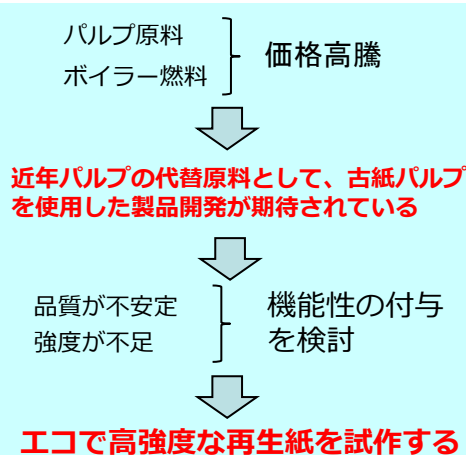 パルプ原料
ボイラー燃料
価格高騰
近年パルプの代替原料として、古紙パルプ
を使用した製品開発が期待されている
品質が不安定
強度が不足
機能性の付与
を検討
エコで高強度な再生紙を試作する